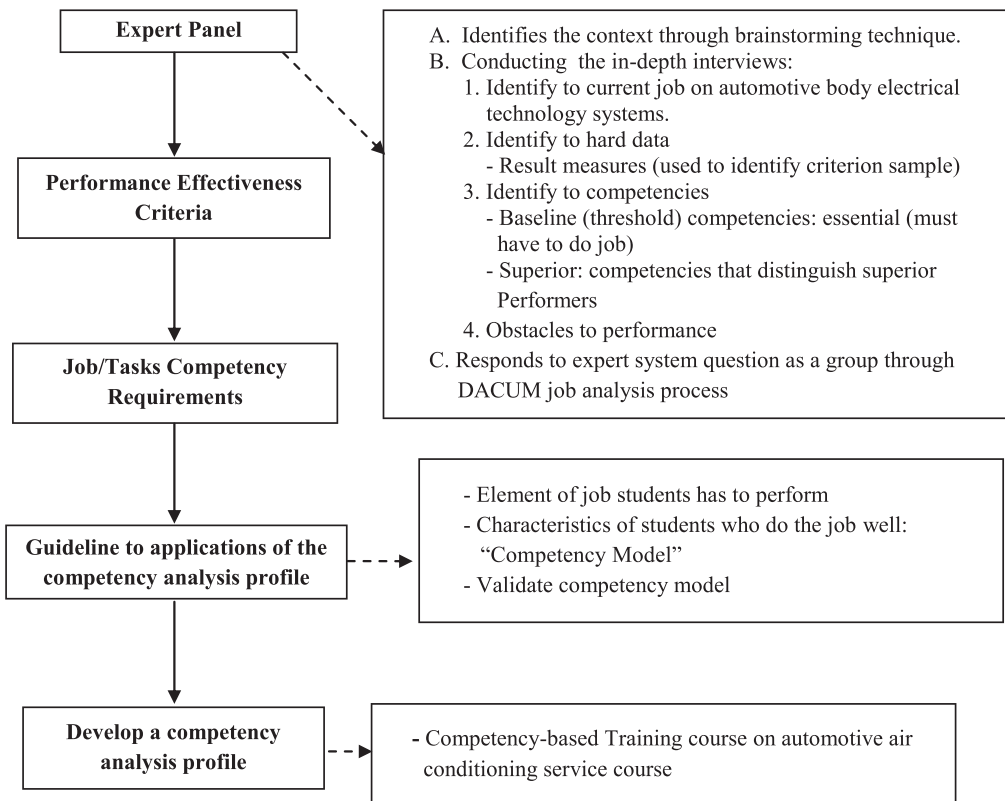 Expert Panel
Performance Effectiveness
Criteria
Job/Tasks Competency
Requirements
Guideline to applications of the
competency analysis profile
Develop a competency
analysis profile
A. Identifies the context through brainstorming technique.
B. Conducting the in-depth interviews:
1. Identify to current job on automotive body electrical
technology systems.
2. Identify to hard data
- Result measures (used to identify criterion sample)
3. Identify to competencies
- Baseline (threshold) competencies: essential (must
have to do job)
- Superior: competencies that distinguish superior
Performers
4. Obstacles to performance
C. Responds to expert system question as a group through
DACUM job analysis process
- Element of job students has to perform
- Characteristics of students who do the job well:
“Competency Model”
- Validate competency model
- Competency-based Training course on automotive air
conditioning service course